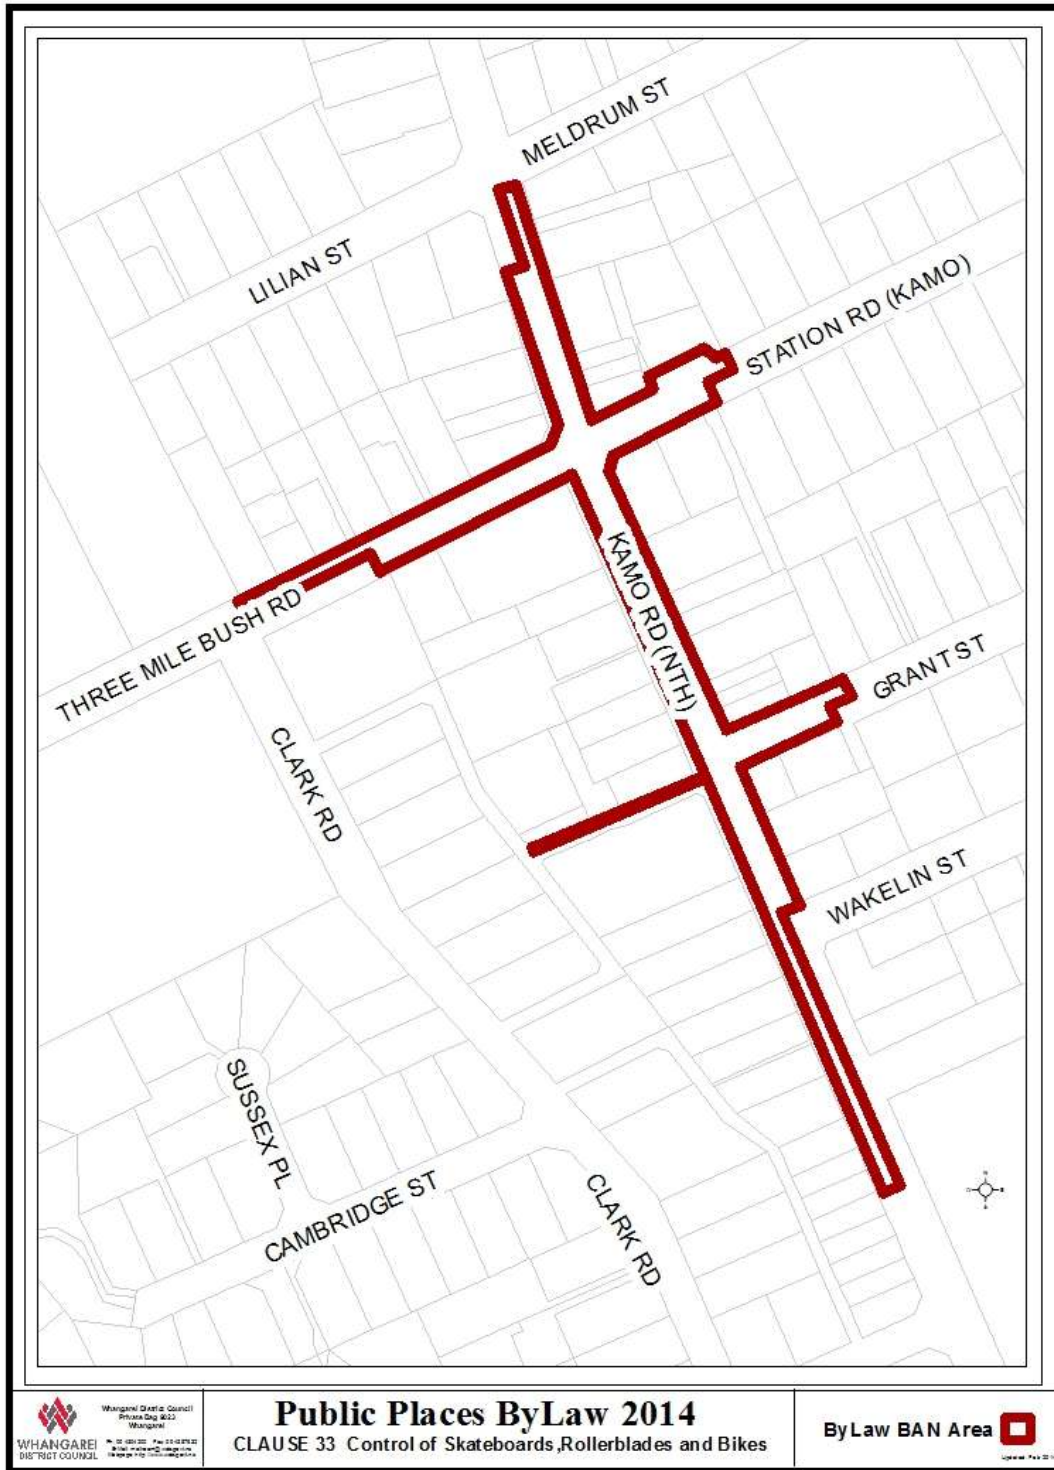 MELDRUM ST
LILIAN ST
STATION RD (KAMO)
KAMO RD (NTH)
THREE MILE BUSH RD
GRANT ST
CLARK RD
WAKELIN ST
SUSSEX PL
CAMBRIDGE ST
CLARK RD
WHANGAREI
DISTRICT COUNCIL
Whangarei District Council
Private Bag 9023
Whangarei
Public Places ByLaw 2014
CLAUSE 33 Control of Skateboards,Rollerblades and Bikes
ByLaw BAN Area